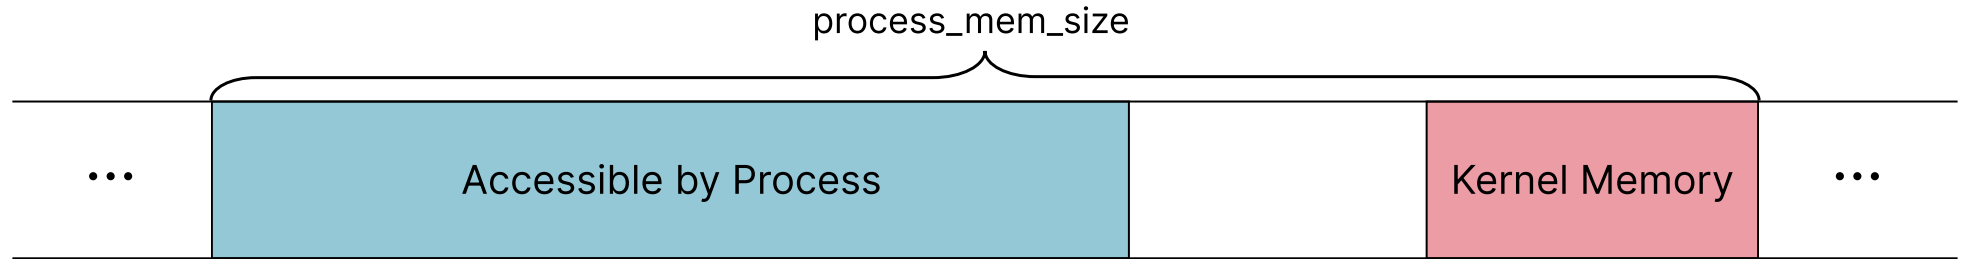 process_mem_size
... Accessible by Process Kernel Memory ...